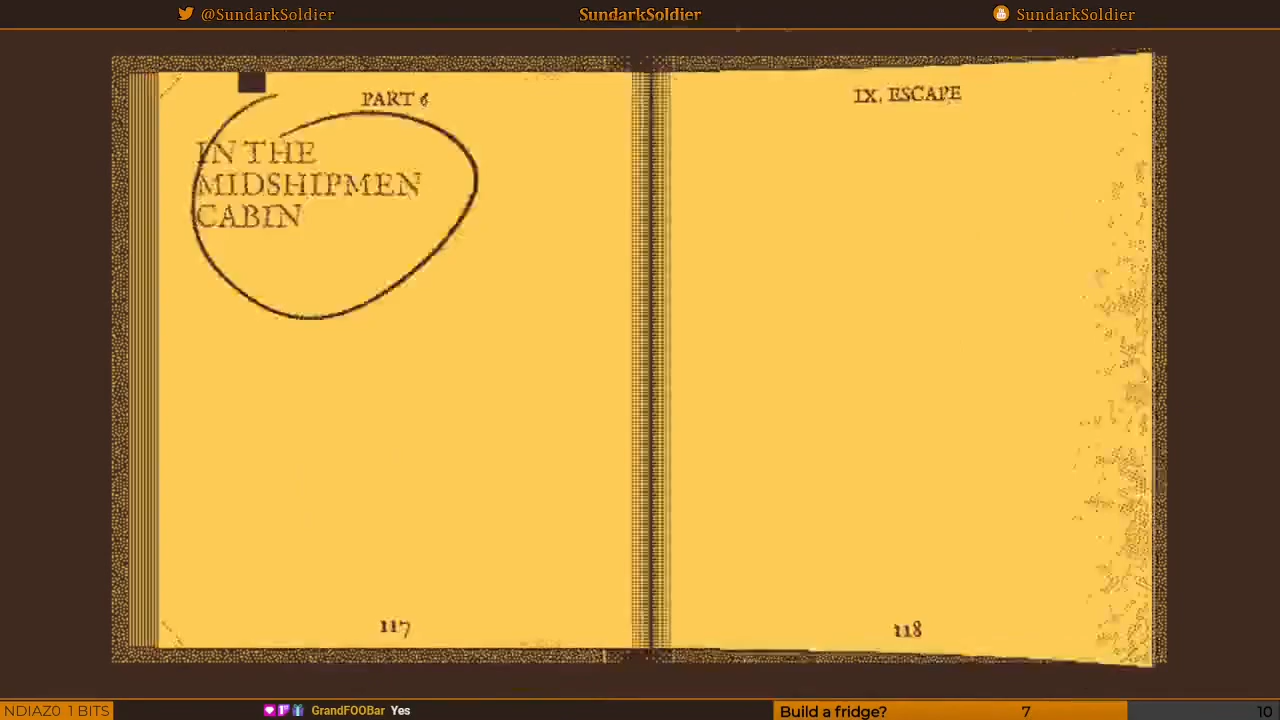 @SundarkSoldier
SundarkSoldier
SundarkSoldier
PART 6
IN THE
MIDSHIPMEN
CABIN
117
IX. ESCAPE
118
NDIAZ0 1 BITS
GrandFOOBar Yes
Build a fridge? 7 10